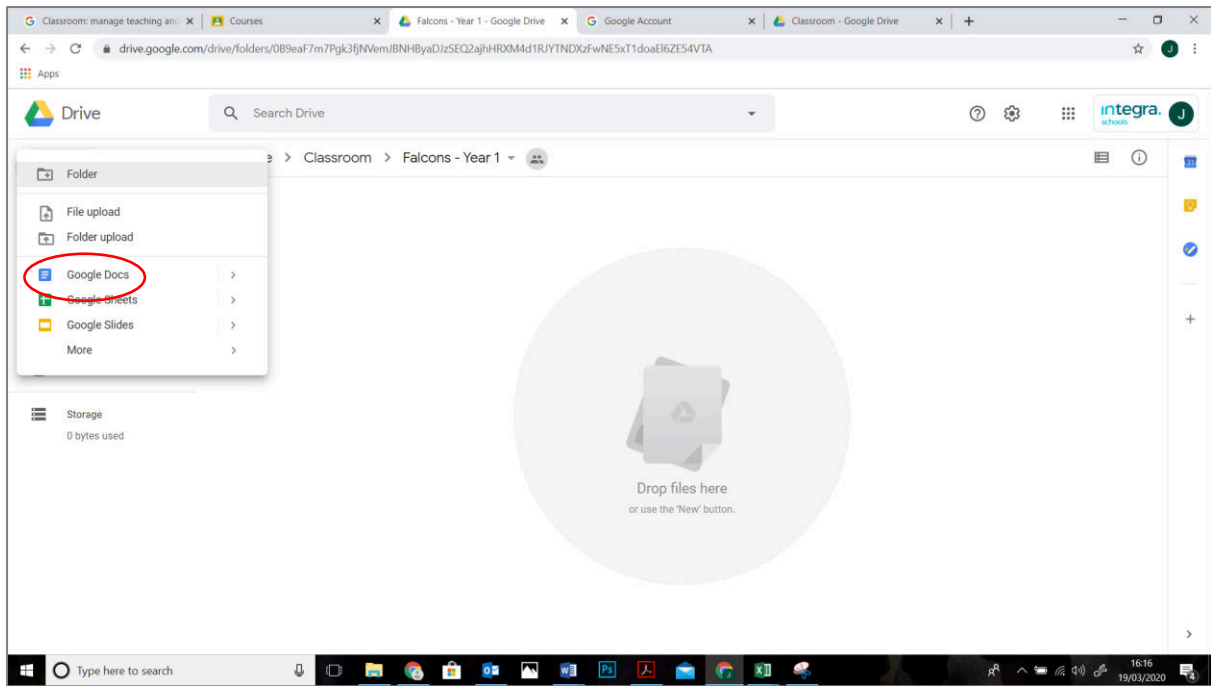 Classroom: manage teaching and
Courses
Falcons - Year 1 - Google Drive
Google Account
Classroom - Google Drive
drive.google.com/drive/folders/
Apps
Drive
Search Drive
integra.
schools
J
> Classroom > Falcons - Year 1
Folder
File upload
Folder upload
Google Docs
Google Sheets
Google Slides
More
Storage
0 bytes used
Drop files here
or use the 'New' button.
Type here to search
16:16
19/03/2020